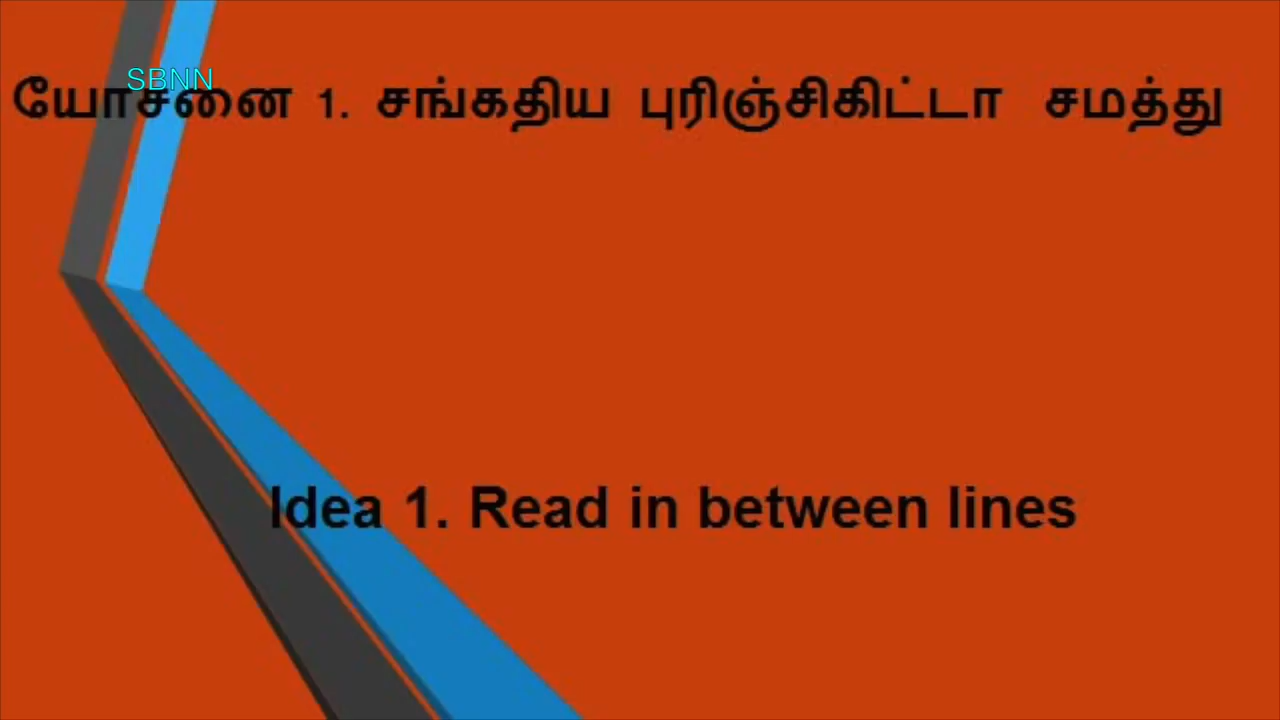 SBNN
யோசனை 1. சங்கதிய புரிஞ்சிகிட்டா சமத்து
Idea 1. Read in between lines